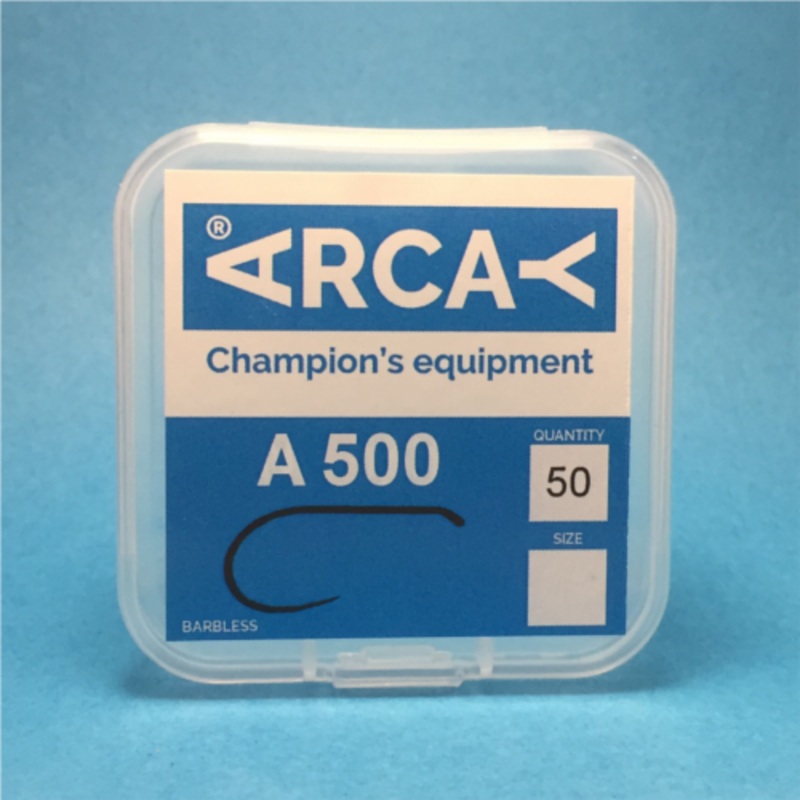 ®
ARCAY
Champion's equipment
A 500
QUANTITY
50
SIZE
BARBLESS